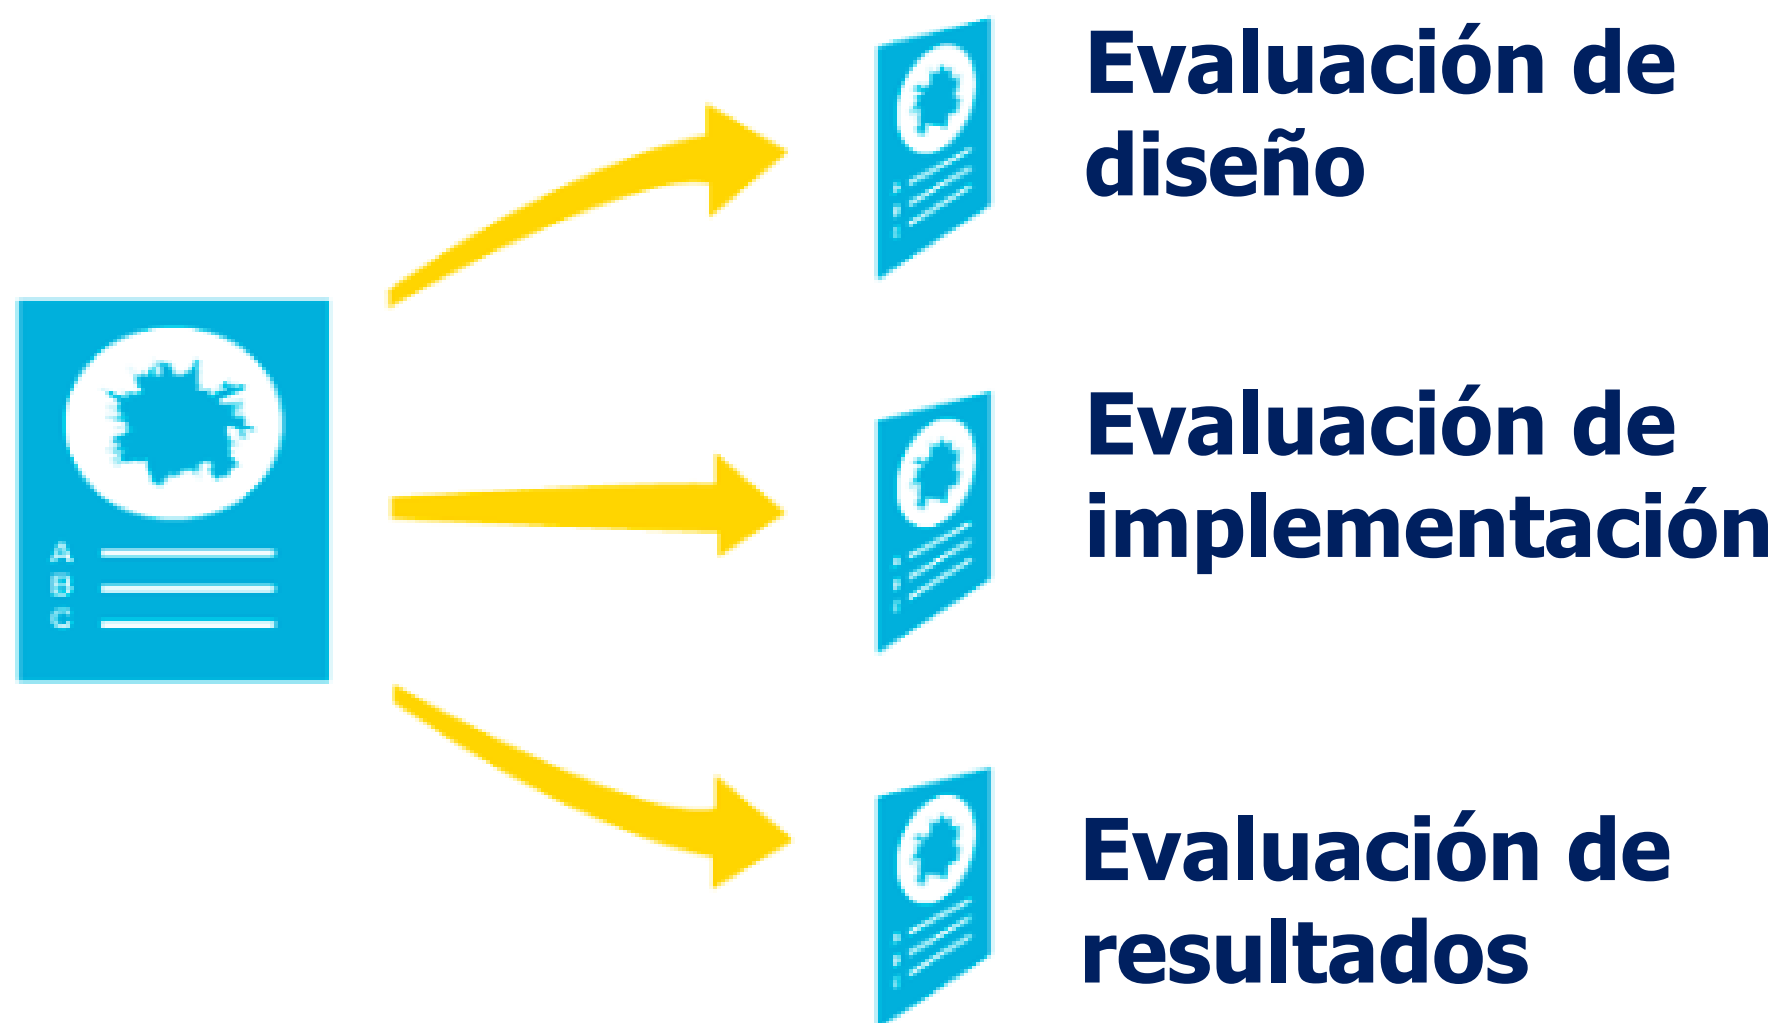 Evaluación de
diseño
Evaluación de
implementación
A
B
C
Evaluación de
resultados